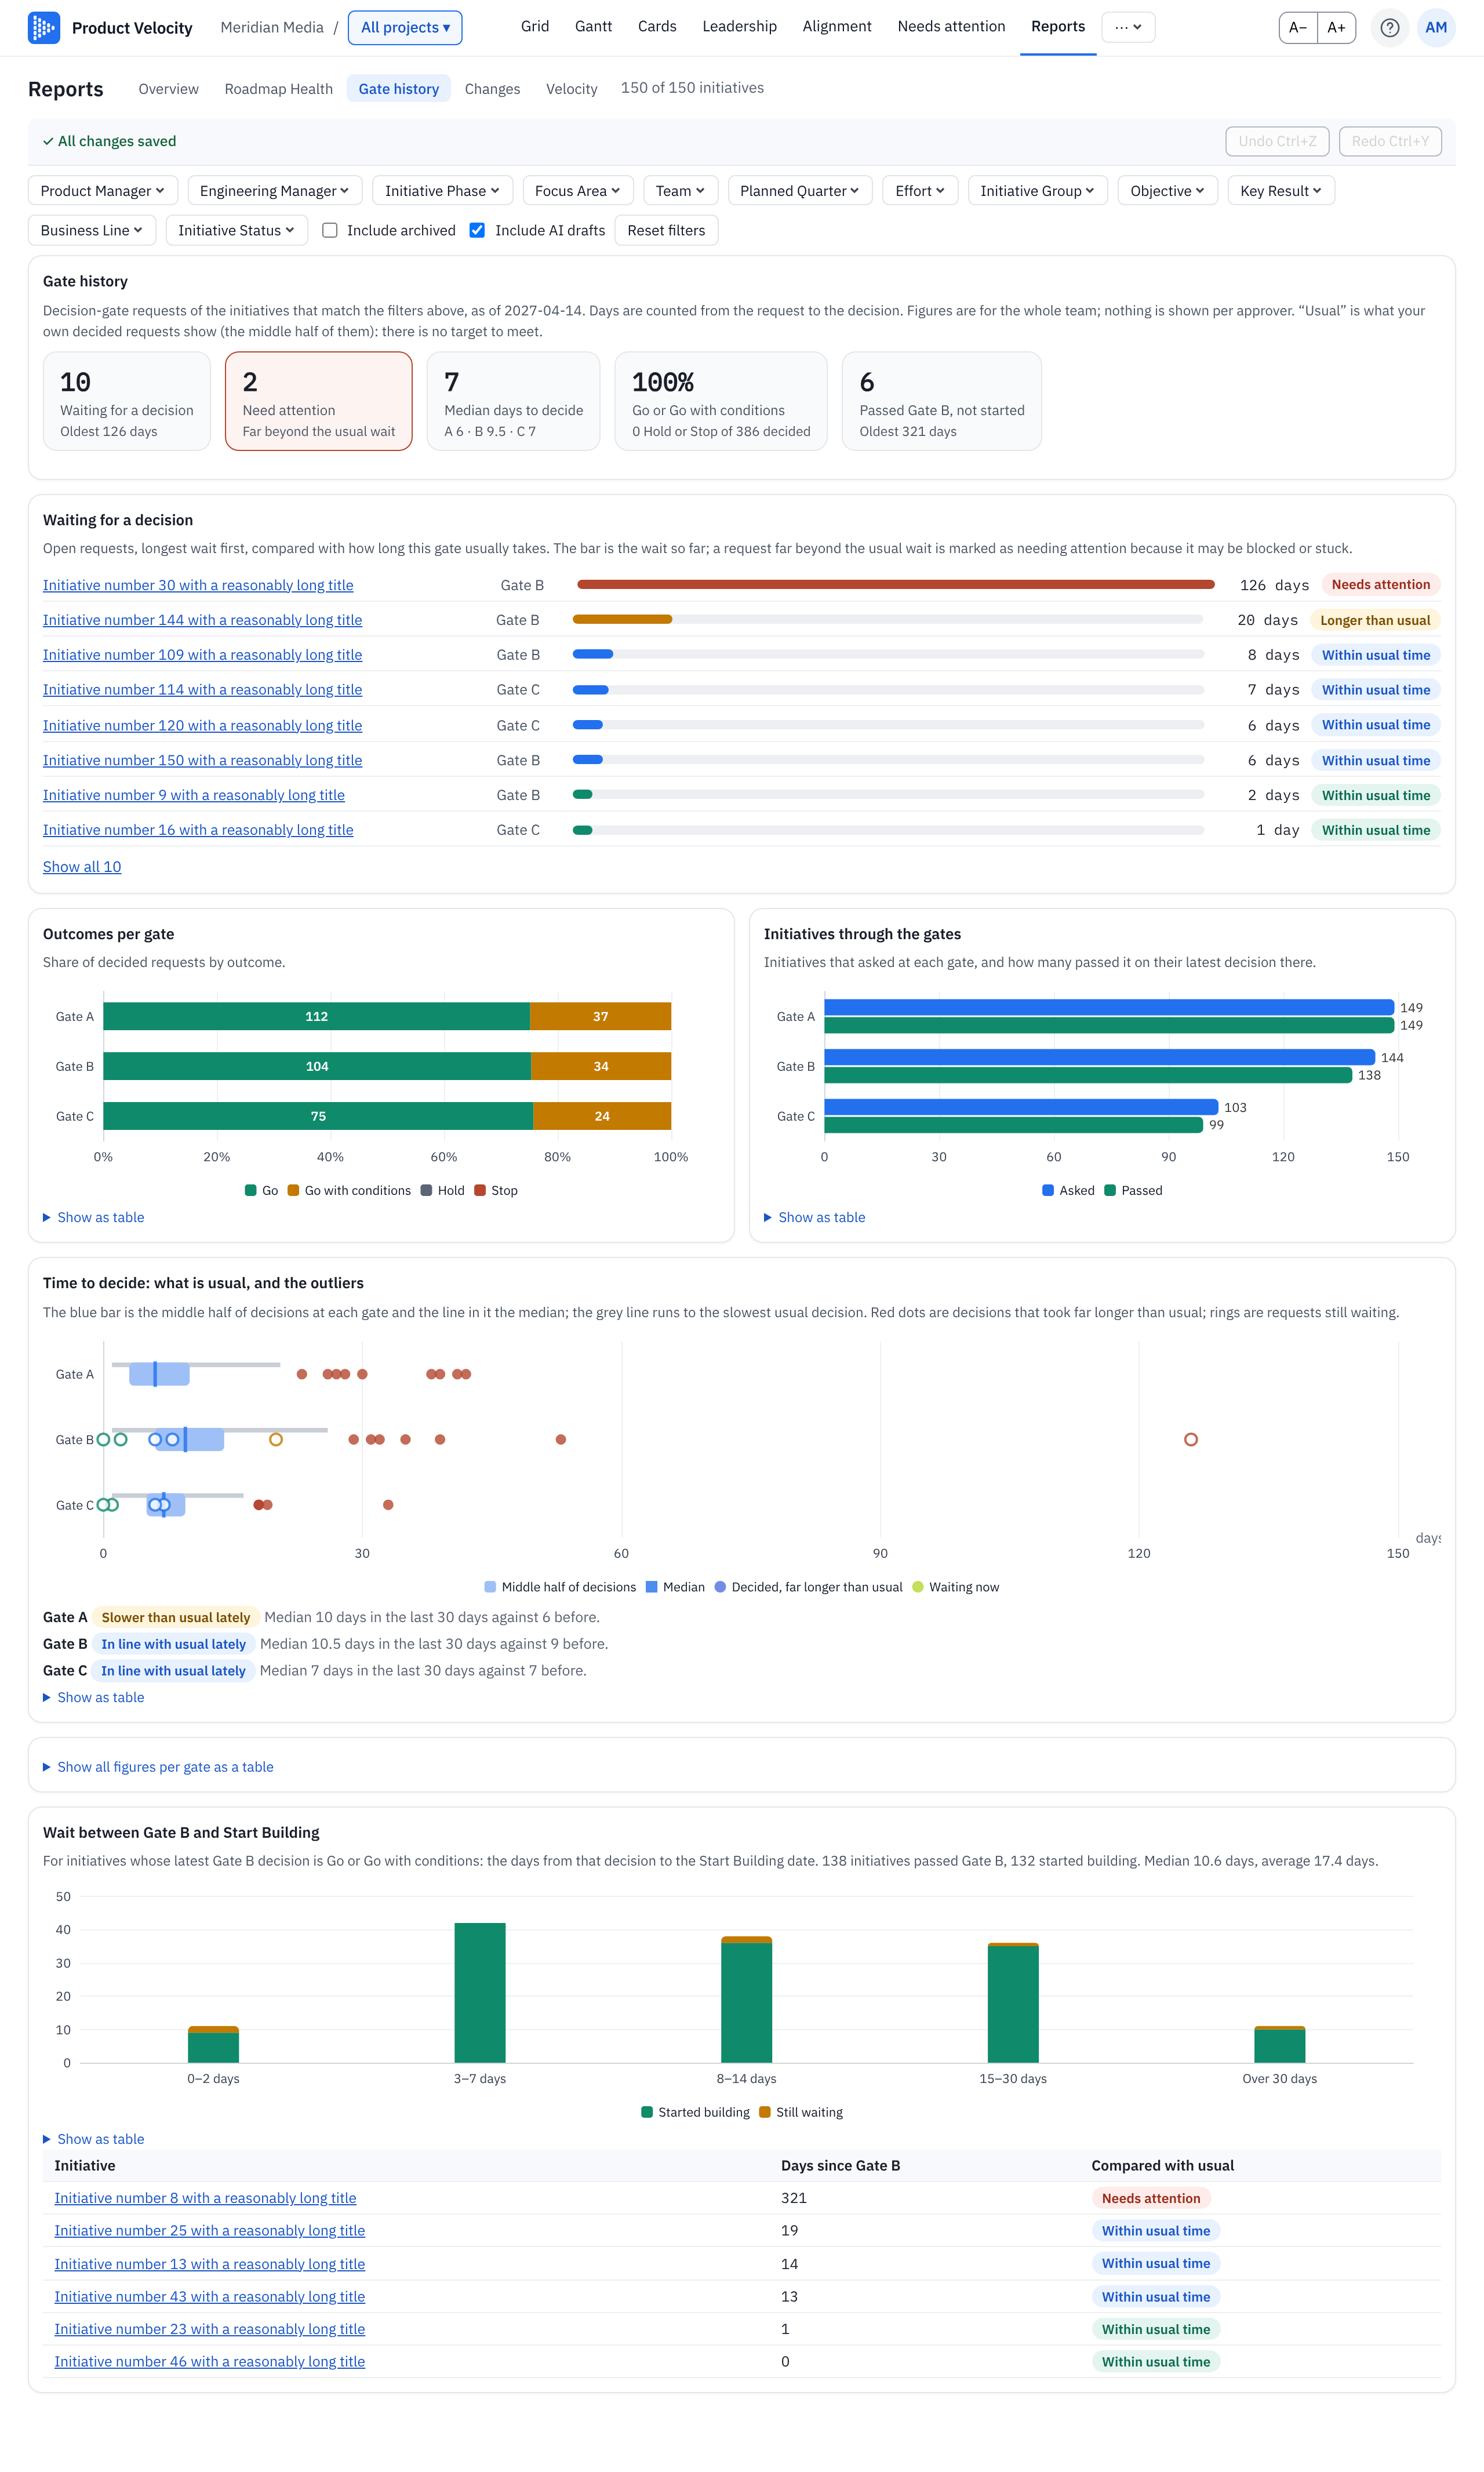 Product Velocity
Meridian Media / All projects ▾
Grid Gantt Cards Leadership Alignment Needs attention Reports ···
A− A+ ? AM
Reports Overview Roadmap Health Gate history Changes Velocity 150 of 150 initiatives
✓ All changes saved
Undo Ctrl+Z Redo Ctrl+Y
Product Manager Engineering Manager Initiative Phase Focus Area Team Planned Quarter Effort Initiative Group Objective Key Result
Business Line Initiative Status Include archived Include AI drafts Reset filters
Gate history
Decision-gate requests of the initiatives that match the filters above, as of 2027-04-14. Days are counted from the request to the decision. Figures are for the whole team; nothing is shown per approver. “Usual” is what your
own decided requests show (the middle half of them): there is no target to meet.
10
Waiting for a decision
Oldest 126 days
2
Need attention
Far beyond the usual wait
7
Median days to decide
A 6 · B 9.5 · C 7
100%
Go or Go with conditions
0 Hold or Stop of 386 decided
6
Passed Gate B, not started
Oldest 321 days
Waiting for a decision
Open requests, longest wait first, compared with how long this gate usually takes. The bar is the wait so far; a request far beyond the usual wait is marked as needing attention because it may be blocked or stuck.
Initiative number 30 with a reasonably long title Gate B 126 days Needs attention
Initiative number 144 with a reasonably long title Gate B 20 days Longer than usual
Initiative number 109 with a reasonably long title Gate B 8 days Within usual time
Initiative number 114 with a reasonably long title Gate C 7 days Within usual time
Initiative number 120 with a reasonably long title Gate C 6 days Within usual time
Initiative number 150 with a reasonably long title Gate B 6 days Within usual time
Initiative number 9 with a reasonably long title Gate B 2 days Within usual time
Initiative number 16 with a reasonably long title Gate C 1 day Within usual time
Show all 10
Outcomes per gate
Share of decided requests by outcome.
Gate A 112 37
Gate B 104 34
Gate C 75 24
0% 20% 40% 60% 80% 100%
Go Go with conditions Hold Stop
▶ Show as table
Initiatives through the gates
Initiatives that asked at each gate, and how many passed it on their latest decision there.
Gate A 149
149
Gate B 144
138
Gate C 103
99
0 30 60 90 120 150
Asked Passed
▶ Show as table
Time to decide: what is usual, and the outliers
The blue bar is the middle half of decisions at each gate and the line in it the median; the grey line runs to the slowest usual decision. Red dots are decisions that took far longer than usual; rings are requests still waiting.
Gate A
Gate B
Gate C
days
0 30 60 90 120 150
Middle half of decisions Median Decided, far longer than usual Waiting now
Gate A Slower than usual lately Median 10 days in the last 30 days against 6 before.
Gate B In line with usual lately Median 10.5 days in the last 30 days against 9 before.
Gate C In line with usual lately Median 7 days in the last 30 days against 7 before.
▶ Show as table
▶ Show all figures per gate as a table
Wait between Gate B and Start Building
For initiatives whose latest Gate B decision is Go or Go with conditions: the days from that decision to the Start Building date. 138 initiatives passed Gate B, 132 started building. Median 10.6 days, average 17.4 days.
50
40
30
20
10
0
0–2 days 3–7 days 8–14 days 15–30 days Over 30 days
Started building Still waiting
▶ Show as table
Initiative Days since Gate B Compared with usual
Initiative number 8 with a reasonably long title 321 Needs attention
Initiative number 25 with a reasonably long title 19 Within usual time
Initiative number 13 with a reasonably long title 14 Within usual time
Initiative number 43 with a reasonably long title 13 Within usual time
Initiative number 23 with a reasonably long title 1 Within usual time
Initiative number 46 with a reasonably long title 0 Within usual time